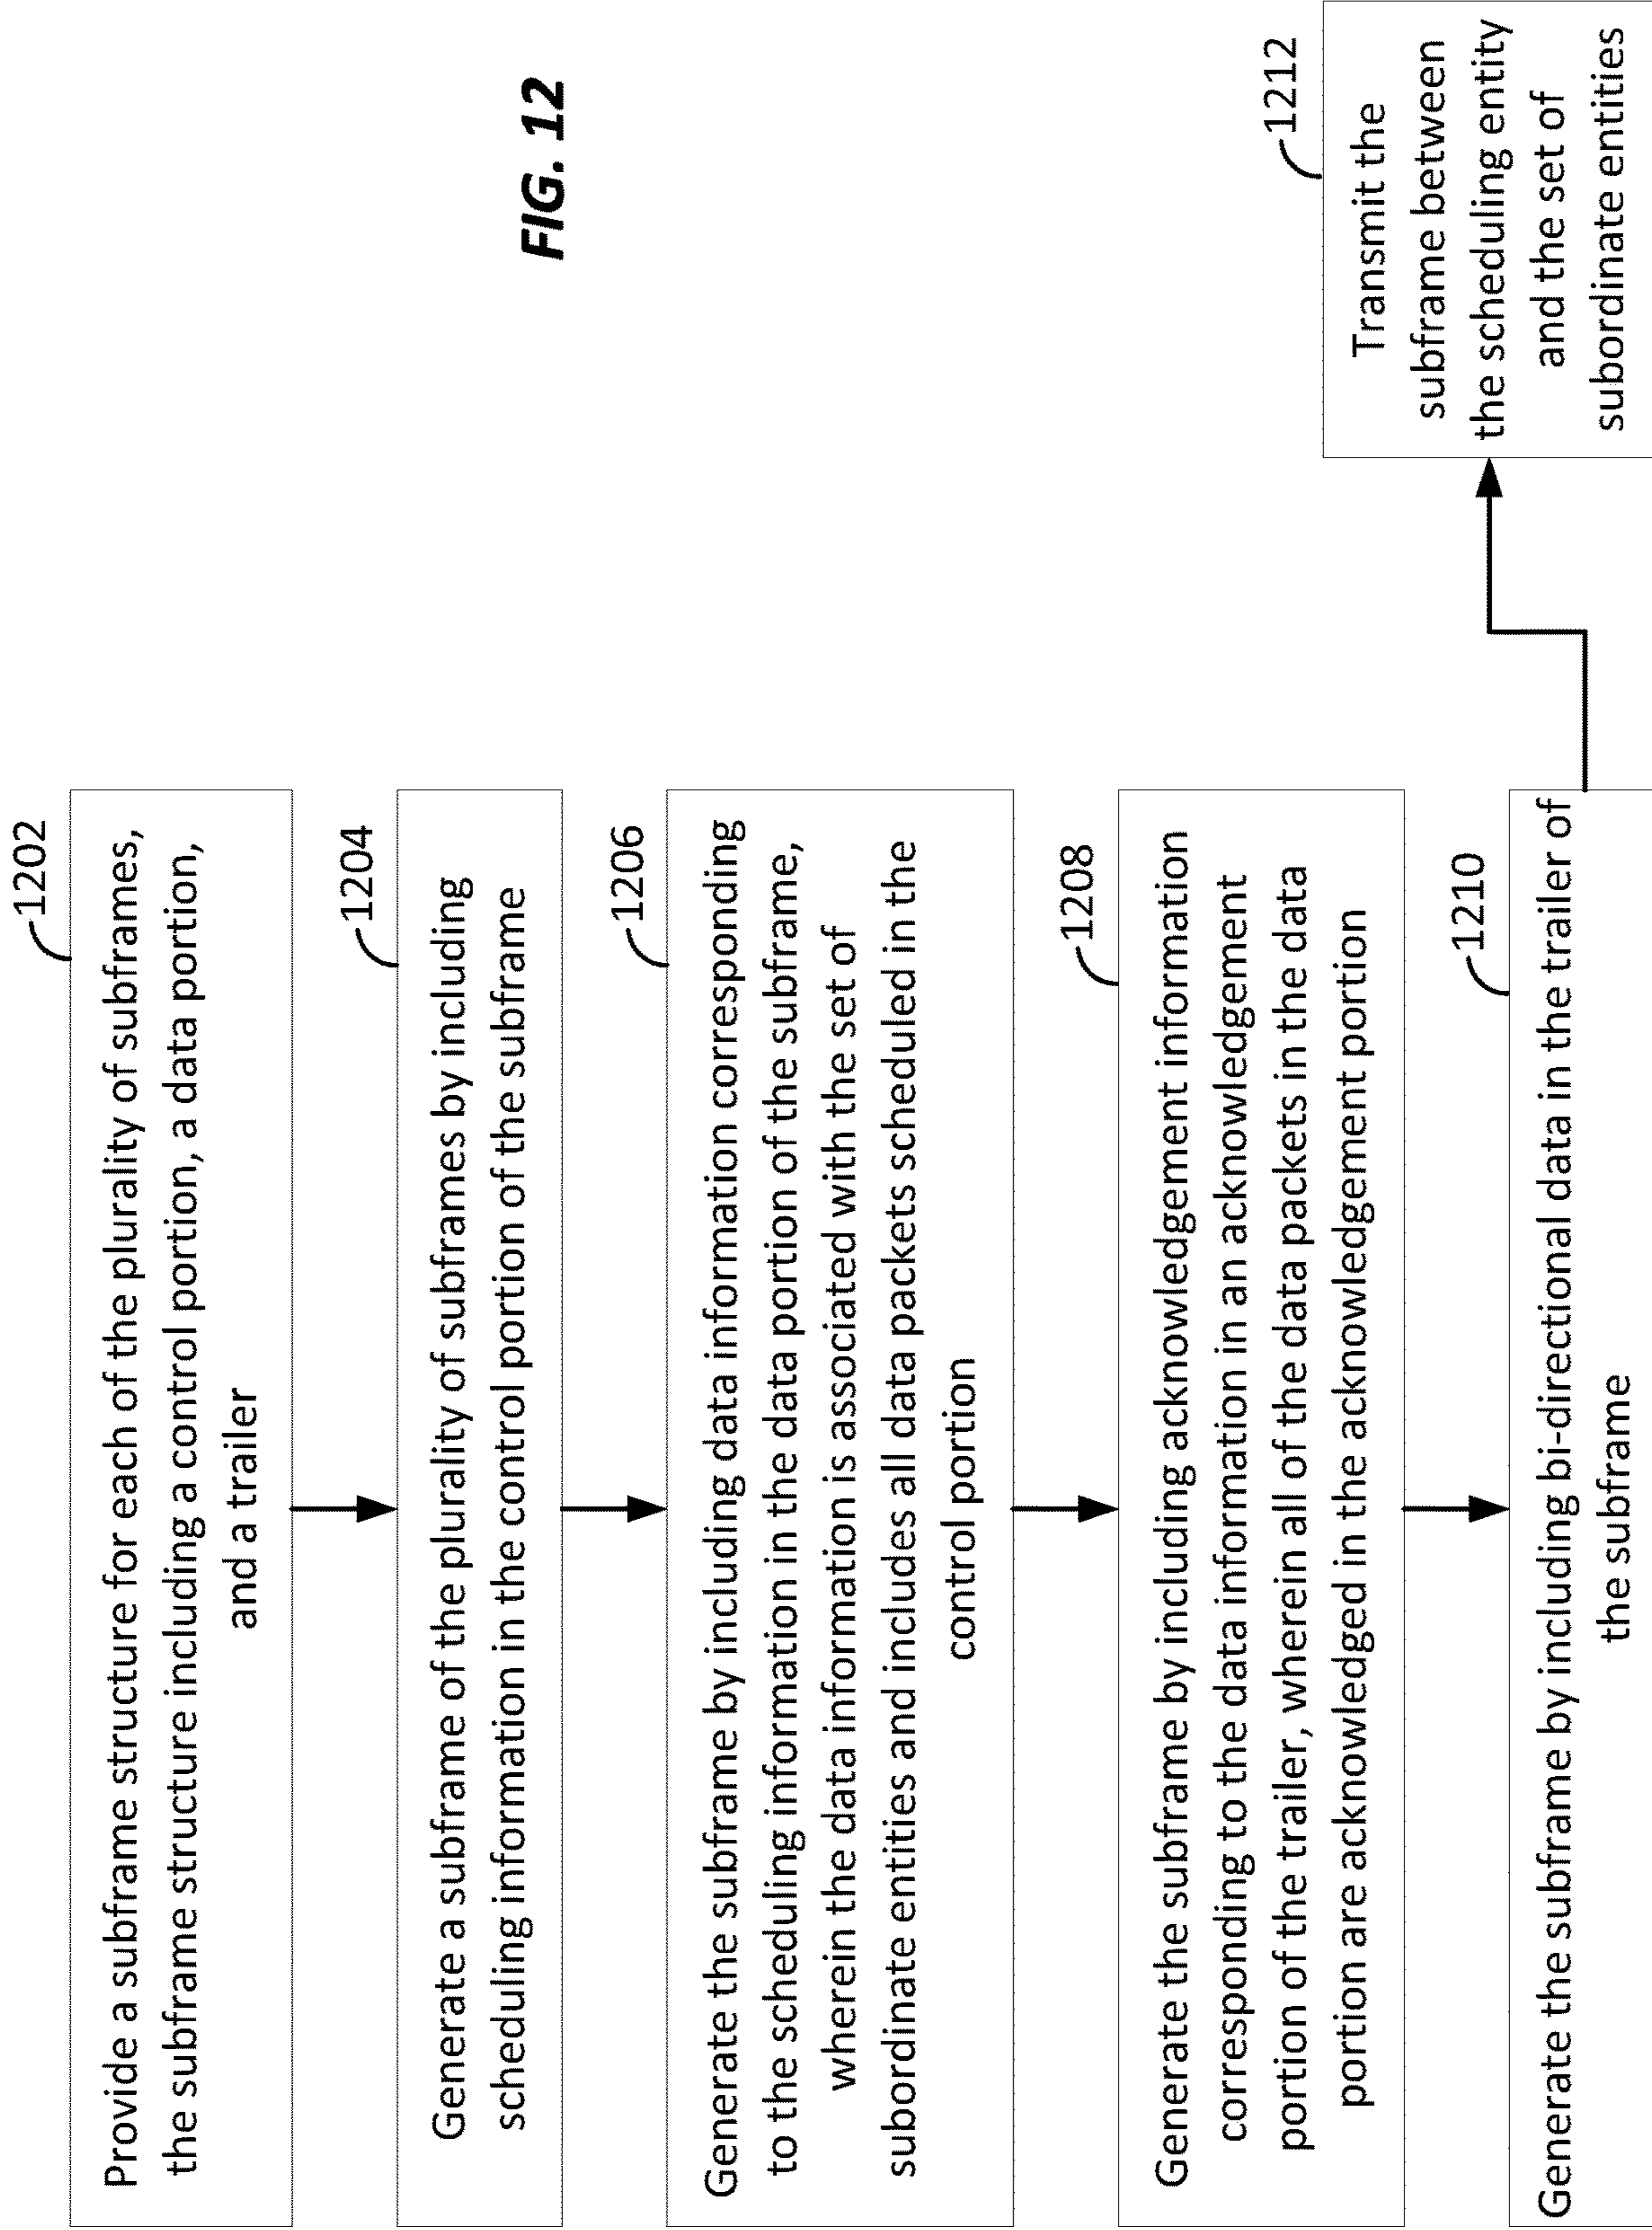 1202
Provide a subframe structure for each of the plurality of subframes,
the subframe structure including a control portion, a data portion,
and a trailer
1204
Generate a subframe of the plurality of subframes by including
scheduling information in the control portion of the subframe
1206
Generate the subframe by including data information corresponding
to the scheduling information in the data portion of the subframe,
wherein the data information is associated with the set of
subordinate entities and includes all data packets scheduled in the
control portion
1208
Generate the subframe by including acknowledgement information
corresponding to the data information in an acknowledgement
portion of the trailer, wherein all of the data packets in the data
portion are acknowledged in the acknowledgement portion
1210
Generate the subframe by including bi-directional data in the trailer of
the subframe
1212
Transmit the
subframe between
the scheduling entity
and the set of
subordinate entities
FIG. 12